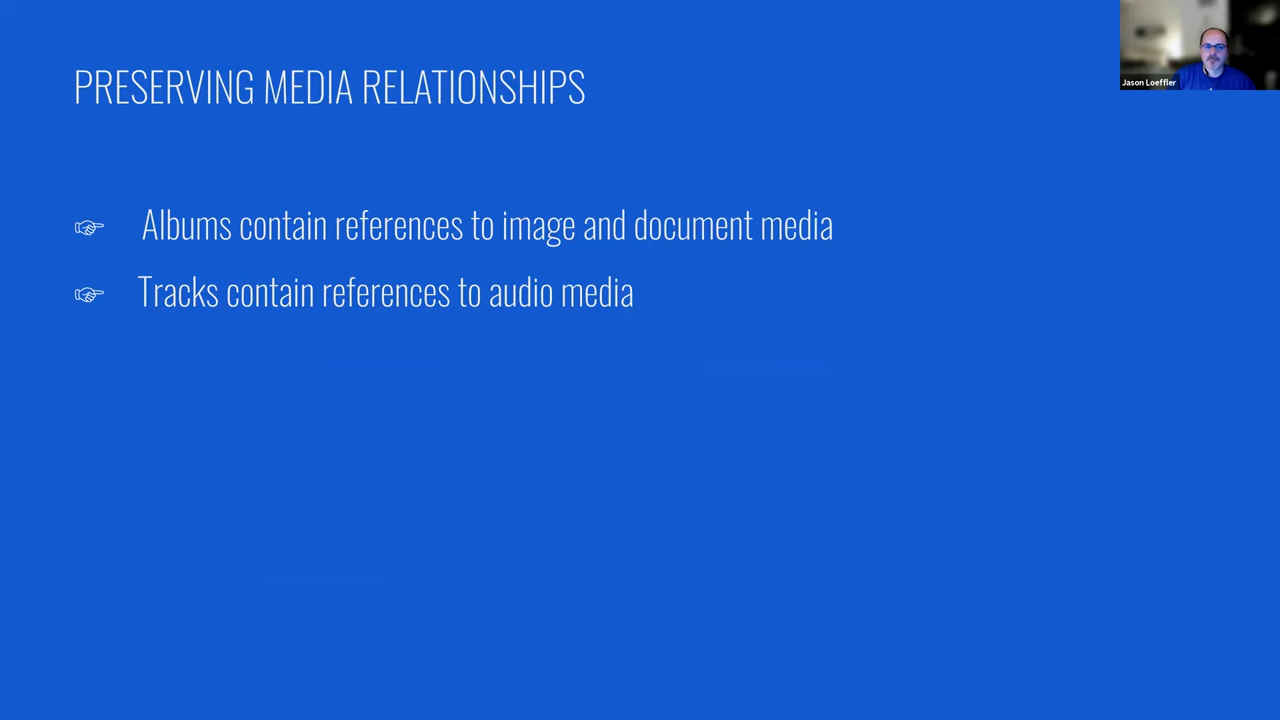 PRESERVING MEDIA RELATIONSHIPS
☞ Albums contain references to image and document media
☞ Tracks contain references to audio media
Jason Loeffler